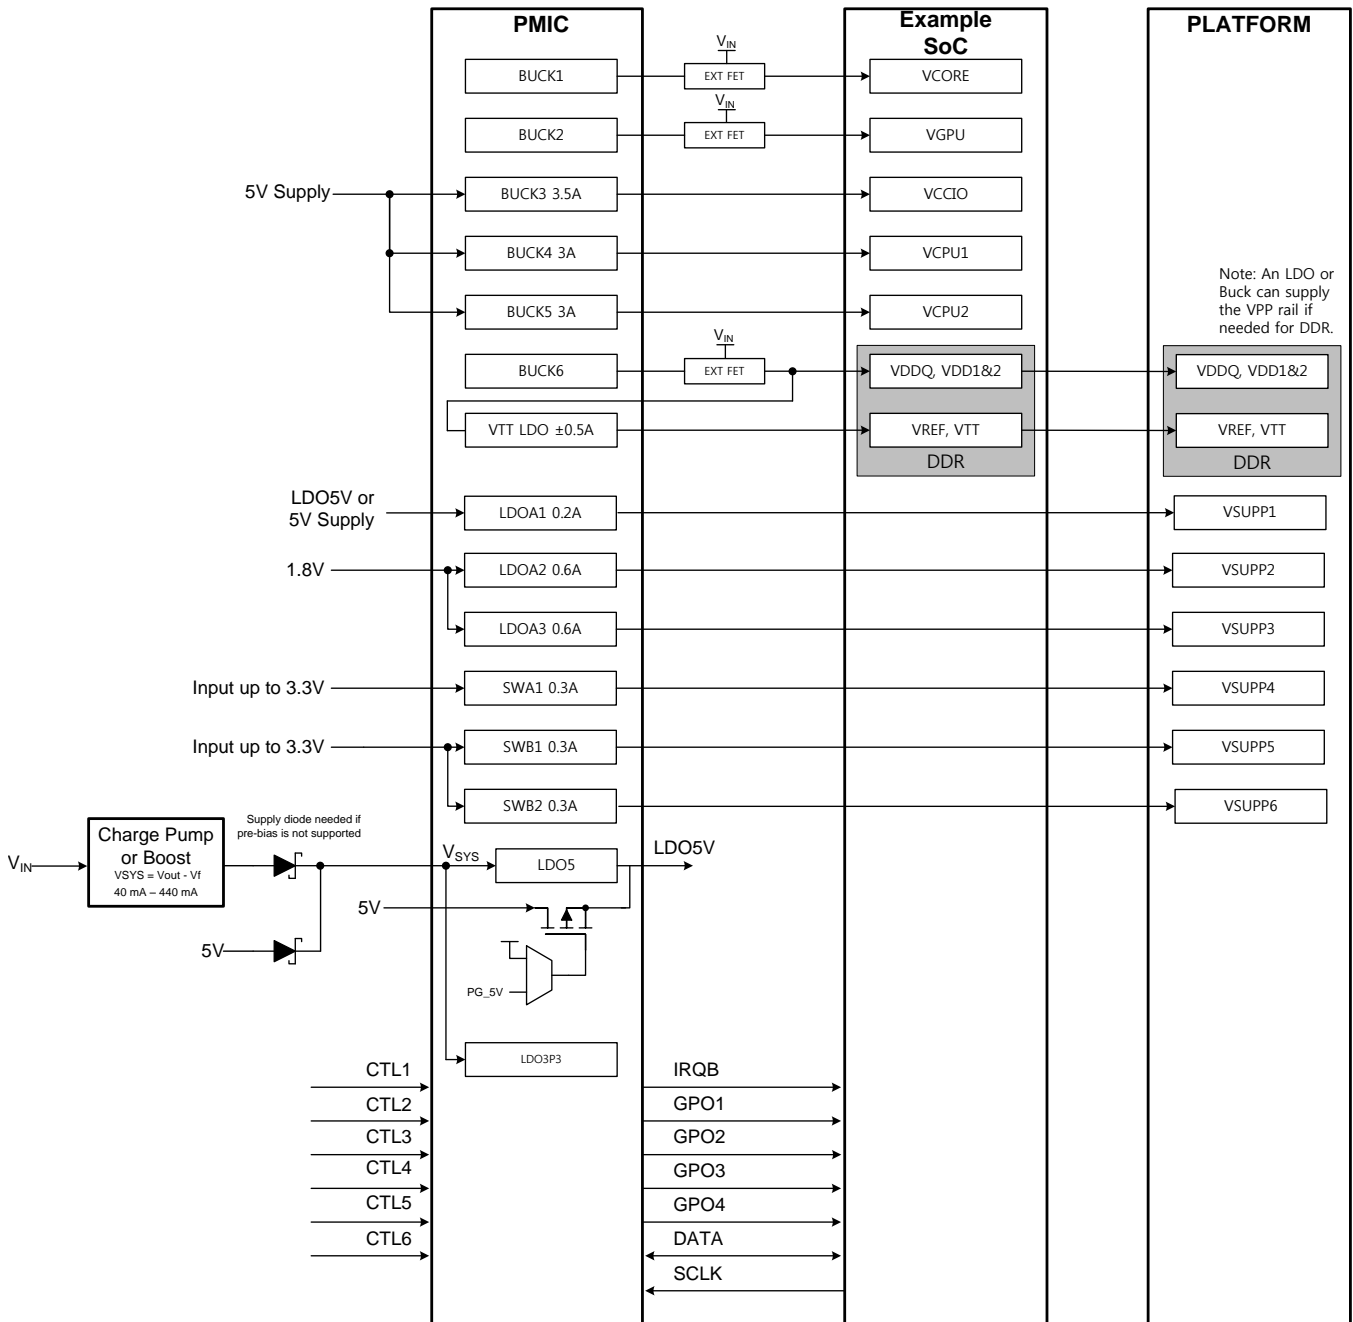 PMIC
Example
SoC
PLATFORM
VIN
BUCK1
EXT FET
VCORE
VIN
BUCK2
EXT FET
VGPU
5V Supply
BUCK3 3.5A
VCCIO
BUCK4 3A
VCPU1
Note: An LDO or
Buck can supply
the VPP rail if
needed for DDR.
BUCK5 3A
VCPU2
VIN
BUCK6
EXT FET
VDDQ, VDD1&2
VDDQ, VDD1&2
VTT LDO ±0.5A
VREF, VTT
VREF, VTT
DDR
DDR
LDO5V or
5V Supply
LDOA1 0.2A
VSUPP1
1.8V
LDOA2 0.6A
VSUPP2
LDOA3 0.6A
VSUPP3
Input up to 3.3V
SWA1 0.3A
VSUPP4
Input up to 3.3V
SWB1 0.3A
VSUPP5
SWB2 0.3A
VSUPP6
Supply diode needed if
pre-bias is not supported
VIN
Charge Pump
or Boost
VSYS = Vout - Vf
40 mA – 440 mA
VSYS
LDO5
LDO5V
5V
5V
PG_5V
LDO3P3
CTL1
IRQB
CTL2
GPO1
CTL3
GPO2
CTL4
GPO3
CTL5
GPO4
CTL6
DATA
SCLK